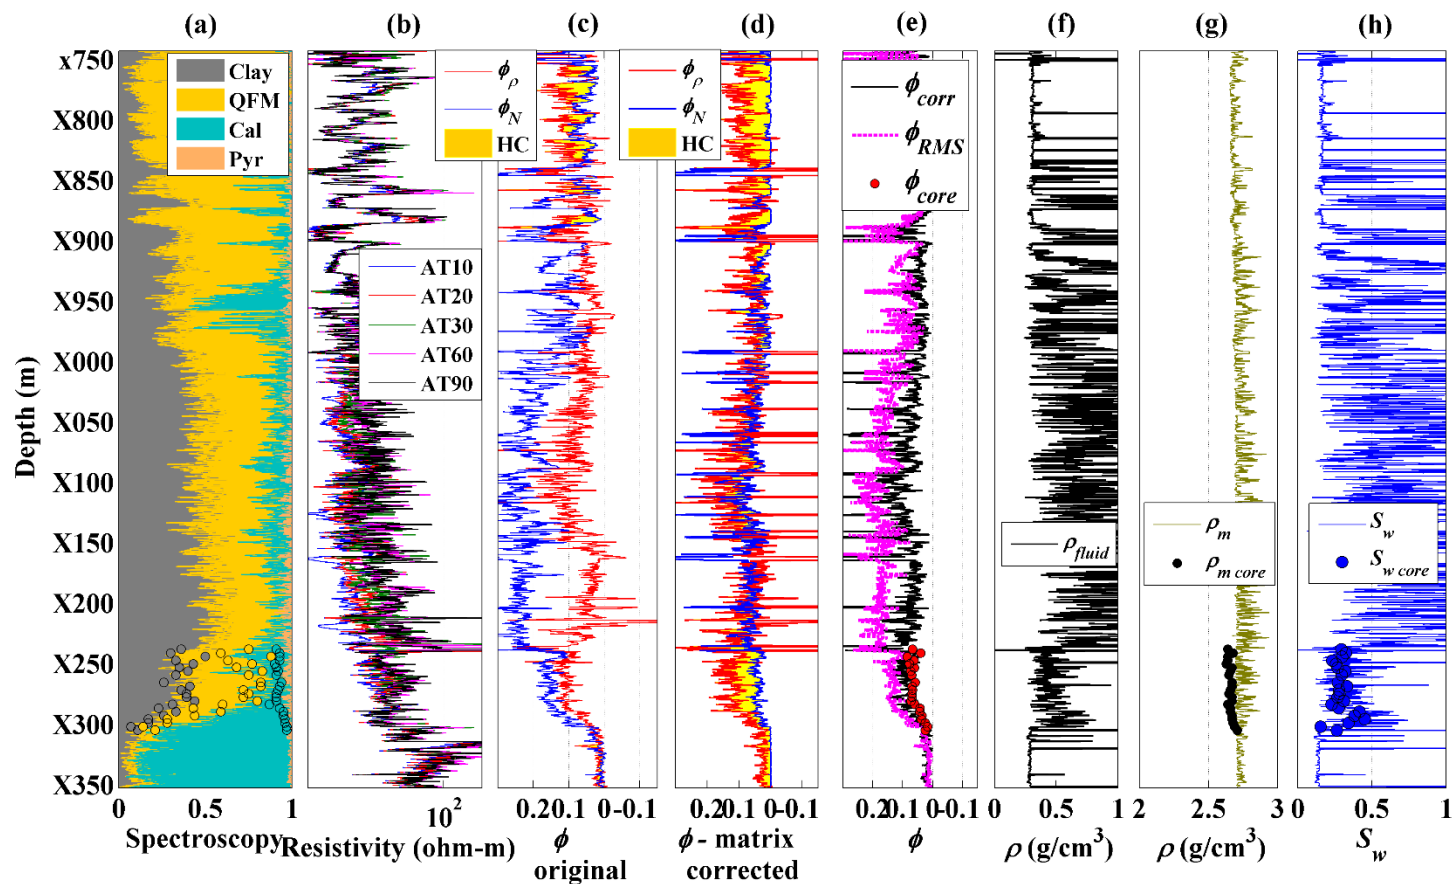 (a) (b) (c) (d) (e) (f) (g) (h)
x750
X800
X850
X900
X950
X000
X050
X100
X150
X200
X250
X300
X350
Depth (m)
Clay
QFM
Cal
Pyr
AT10
AT20
AT30
AT60
AT90
ϕρ
ϕN
HC
ϕρ
ϕN
HC
ϕcorr
ϕRMS
ϕcore
ρfluid
ρm
ρm core
Sw
Sw core
0 0.5 1
10²
0.2 0.1 0 -0.1
0.2 0.1 0 -0.1
0.2 0.1 0 -0.1
0 0.5 1
2 2.5 3
0 0.5 1
Spectroscopy
Resistivity (ohm-m)
ϕ
original
ϕ - matrix
corrected
ϕ
ρ (g/cm³)
ρ (g/cm³)
Sw